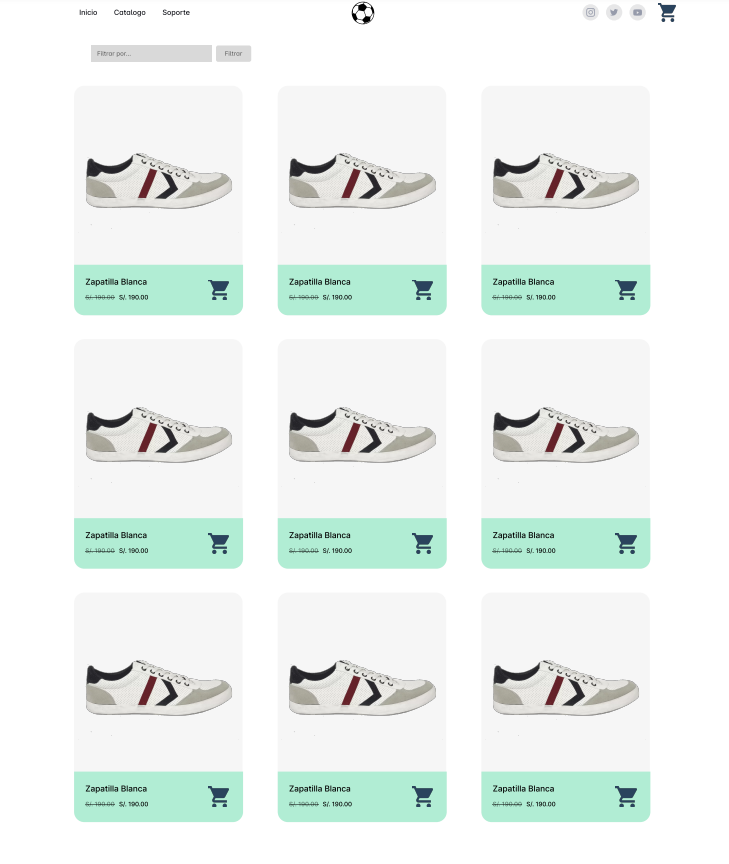 Inicio Catalogo Soporte
Filtrar por... Filtrar
Zapatilla Blanca Zapatilla Blanca Zapatilla Blanca
S/. 190.00 S/. 190.00 S/. 190.00 S/. 190.00 S/. 190.00 S/. 190.00
Zapatilla Blanca Zapatilla Blanca Zapatilla Blanca
S/. 190.00 S/. 190.00 S/. 190.00 S/. 190.00 S/. 190.00 S/. 190.00
Zapatilla Blanca Zapatilla Blanca Zapatilla Blanca
S/. 190.00 S/. 190.00 S/. 190.00 S/. 190.00 S/. 190.00 S/. 190.00